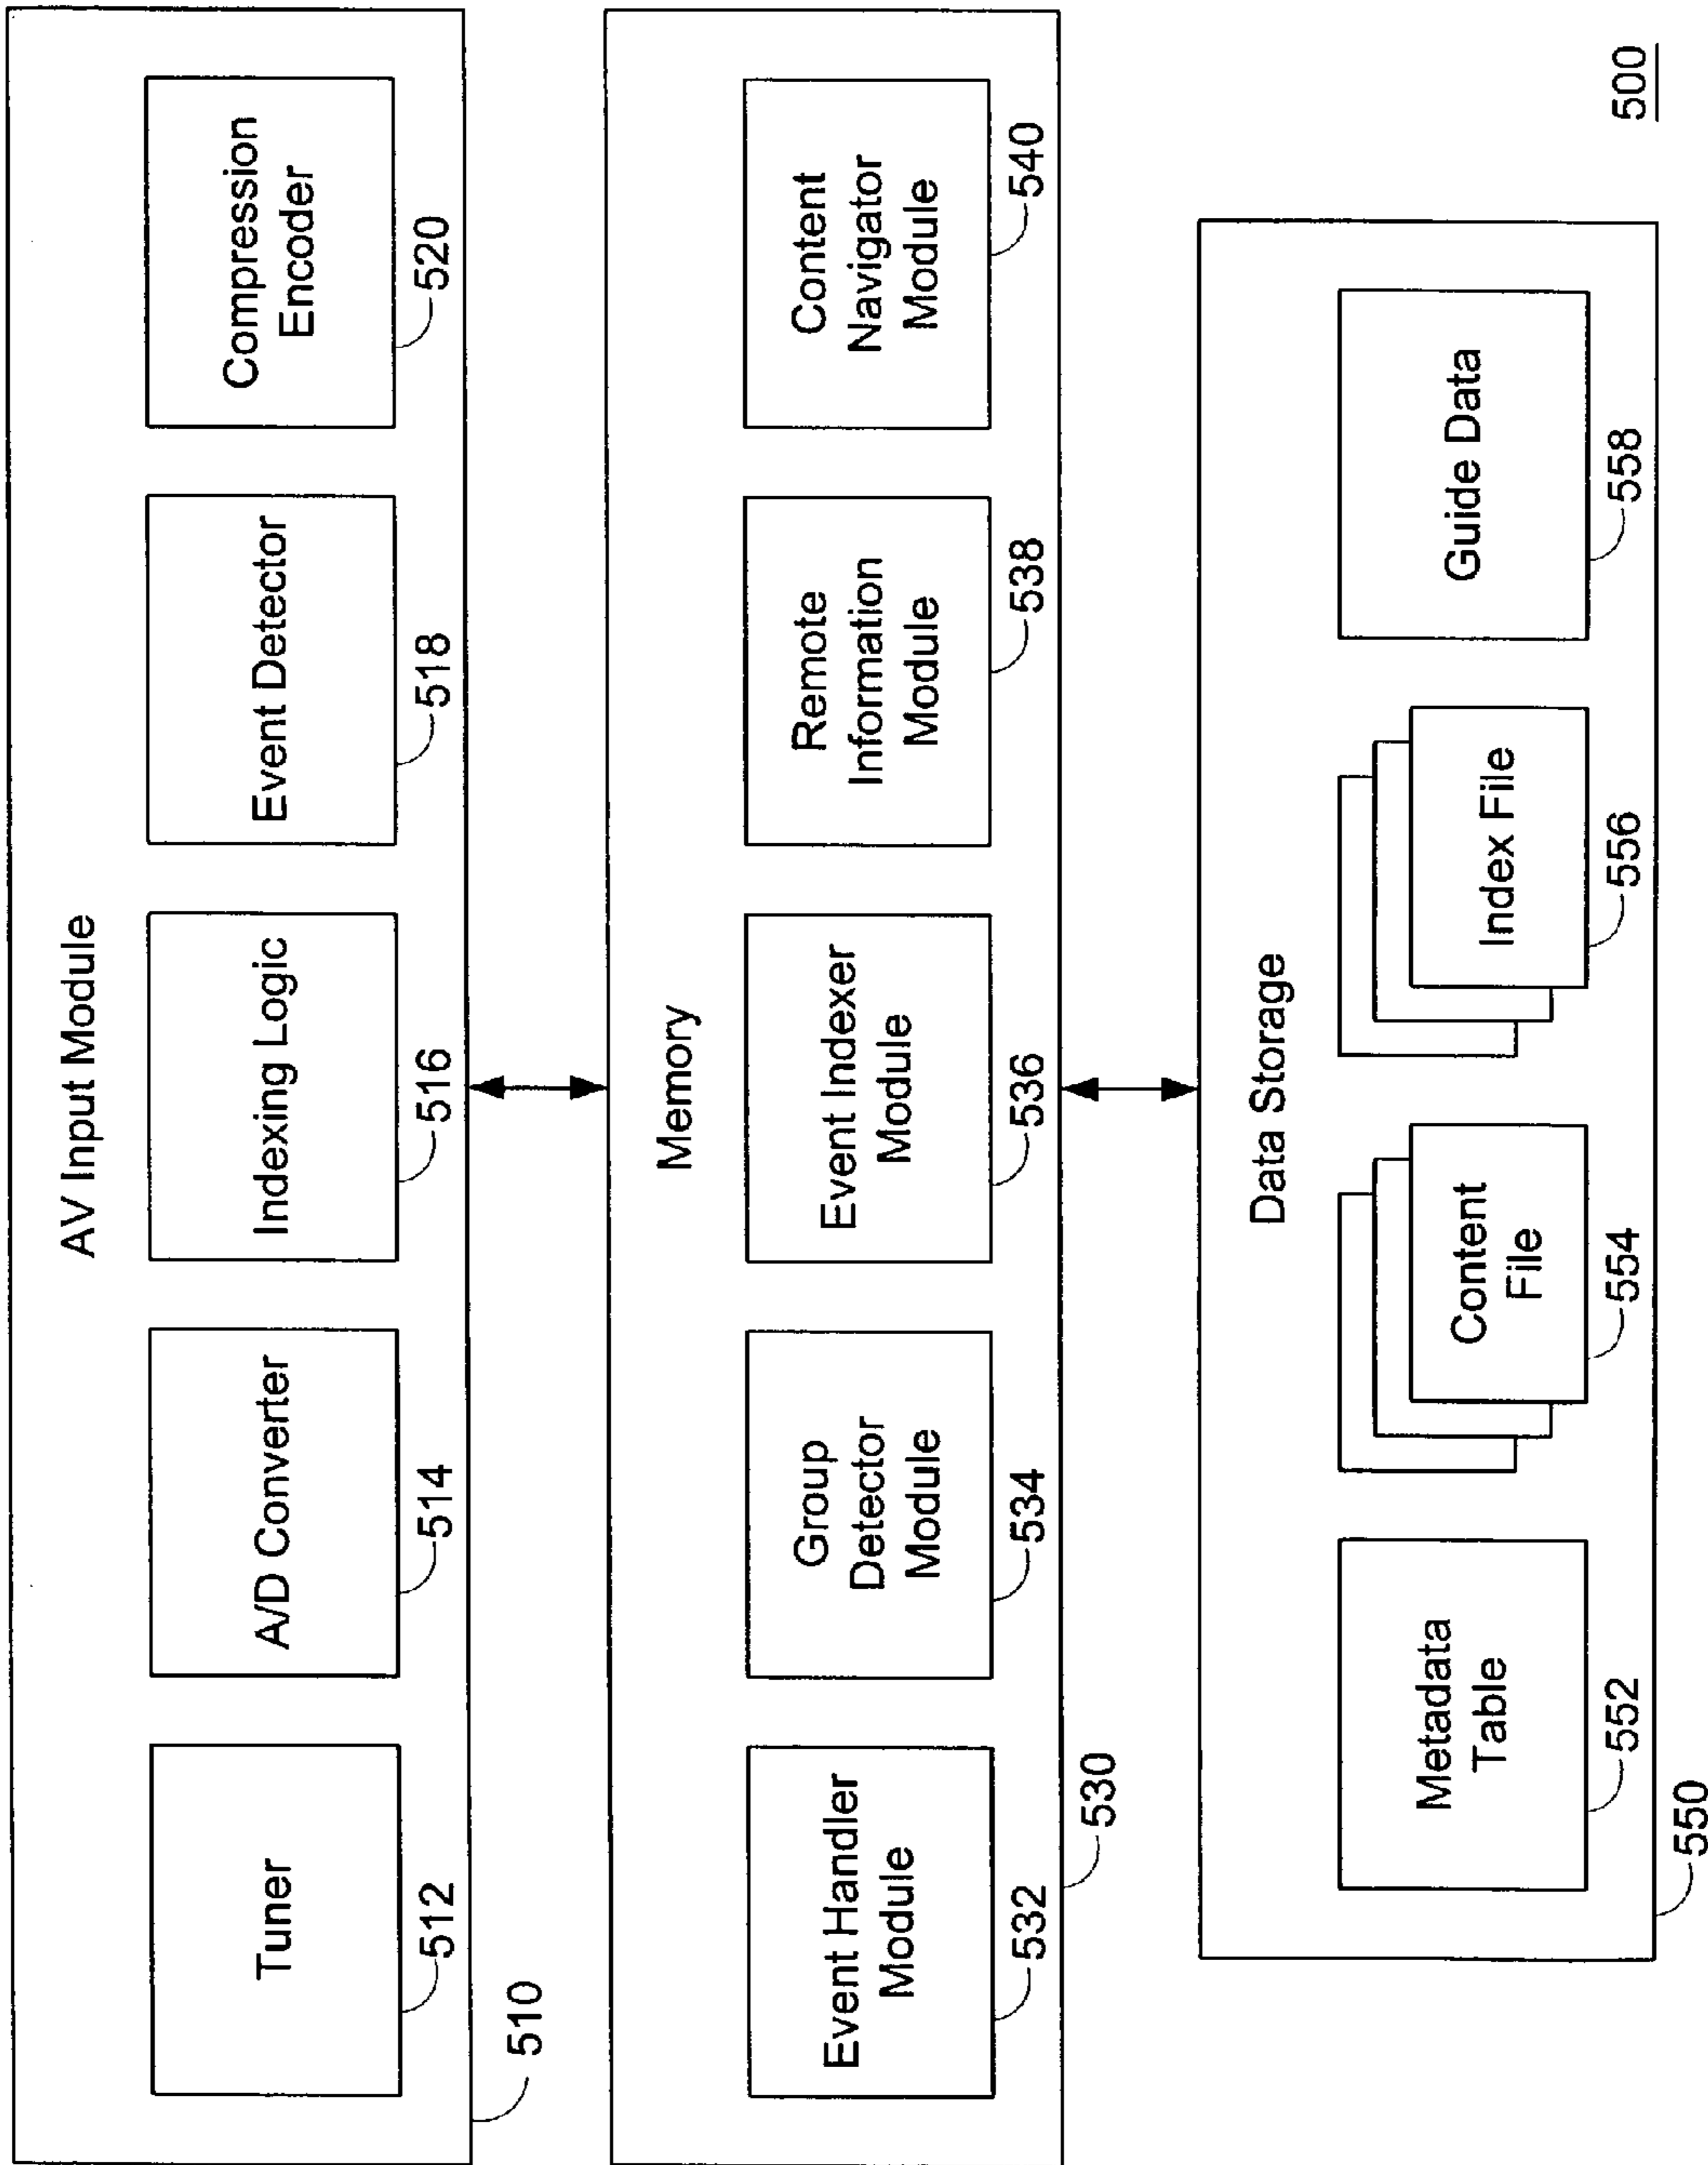 AV Input Module
Tuner
512
A/D Converter
514
Indexing Logic
516
Event Detector
518
Compression
Encoder
520
510
Memory
Event Handler
Module
532
Group
Detector
Module
534
Event Indexer
Module
536
Remote
Information
Module
538
Content
Navigator
Module
540
530
Data Storage
Metadata
Table
552
Content
File
554
Index File
556
Guide Data
558
550
500